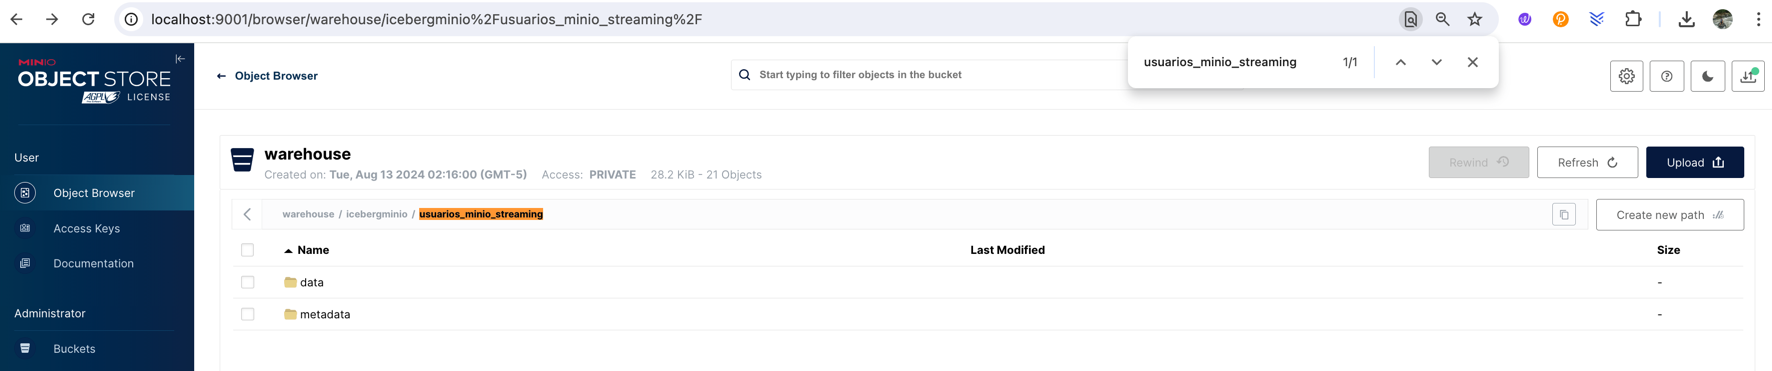 localhost:9001/browser/warehouse/icebergminio%2Fusuarios_minio_streaming%2F
usuarios_minio_streaming 1/1
MINIO
OBJECT STORE
AGPLv3 LICENSE
← Object Browser
Start typing to filter objects in the bucket
User
Object Browser
Access Keys
Documentation
Administrator
Buckets
warehouse
Created on: Tue, Aug 13 2024 02:16:00 (GMT-5) Access: PRIVATE 28.2 KiB - 21 Objects
Rewind Refresh Upload
warehouse / icebergminio / usuarios_minio_streaming
Create new path
Name Last Modified Size
data -
metadata -